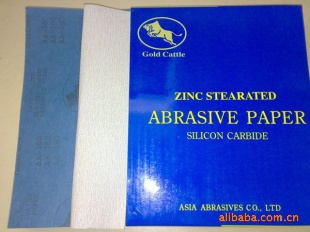 Gold Cattle
ZINC STEARATED
ABRASIVE PAPER
SILICON CARBIDE
ASIA ABRASIVES CO., LTD
alibaba.com.cn